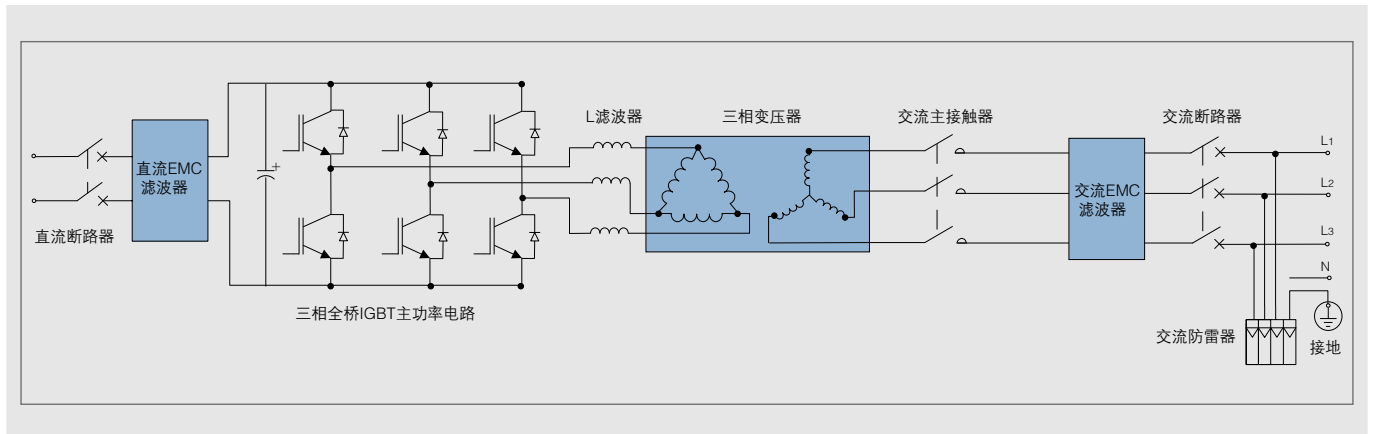 L滤波器
三相变压器
交流主接触器
交流断路器
直流EMC
滤波器
+
L1
L2
L3
N
交流EMC
滤波器
直流断路器
三相全桥IGBT主功率电路
交流防雷器
接地